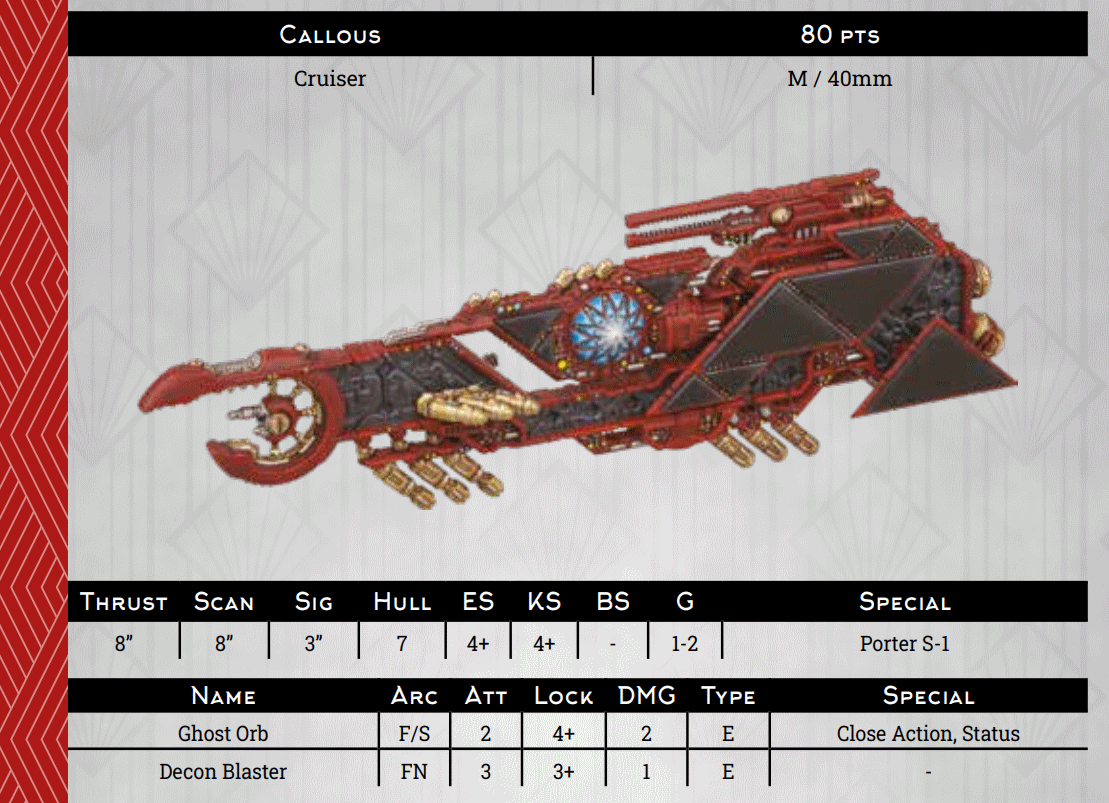 Callous 80 pts
Cruiser M / 40mm
Thrust Scan Sig Hull ES KS BS G Special
8” 8” 3” 7 4+ 4+ - 1-2 Porter S-1
Name Arc Att Lock DMG Type Special
Ghost Orb F/S 2 4+ 2 E Close Action, Status
Decon Blaster FN 3 3+ 1 E -